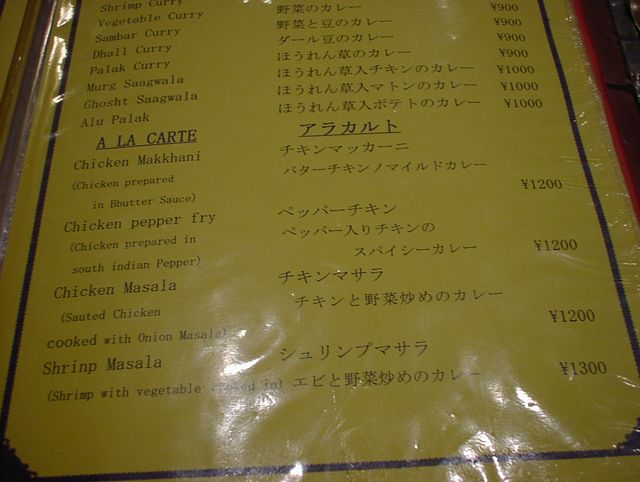 Shrimp Curry
Vegetable Curry 野菜のカレー ¥900
Sambar Curry 野菜と豆のカレー ¥900
Dhall Curry ダール豆のカレー ¥900
Palak Curry ほうれん草のカレー ¥900
Murg Saagwala ほうれん草入チキンのカレー ¥1000
Ghosht Saagwala ほうれん草入マトンのカレー ¥1000
Alu Palak ほうれん草入ポテトのカレー ¥1000
A LA CARTE アラカルト
Chicken Makkhani チキンマッカーニ
(Chicken prepared バターチキンノマイルドカレー
in Bbutter Sauce) ¥1200
Chicken pepper fry ペッパーチキン
(Chicken prepared in ペッパー入りチキンの
south indian Pepper) スパイシーカレー ¥1200
Chicken Masala チキンマサラ
(Sauted Chicken チキンと野菜炒めのカレー
cooked with Onion Masala) ¥1200
Shrinp Masala シュリンプマサラ
(Shrimp with vegetable cooked in) エビと野菜炒めのカレー ¥1300